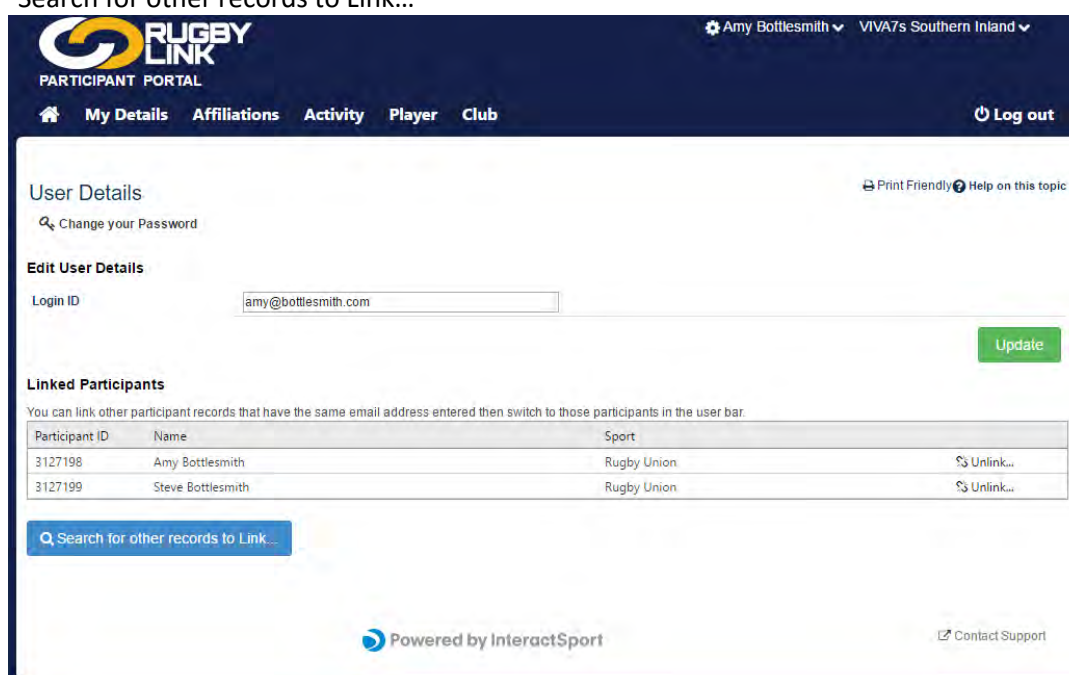 Search for other records to Link...
RUGBY
LINK
PARTICIPANT PORTAL
Amy Bottlesmith VIVA7s Southern Inland
My Details Affiliations Activity Player Club Log out
User Details Print Friendly Help on this topic
Change your Password
Edit User Details
Login ID amy@bottlesmith.com
Update
Linked Participants
You can link other participant records that have the same email address entered then switch to those participants in the user bar.
Participant ID Name Sport
3127198 Amy Bottlesmith Rugby Union Unlink...
3127199 Steve Bottlesmith Rugby Union Unlink...
Search for other records to Link...
Powered by InteractSport Contact Support